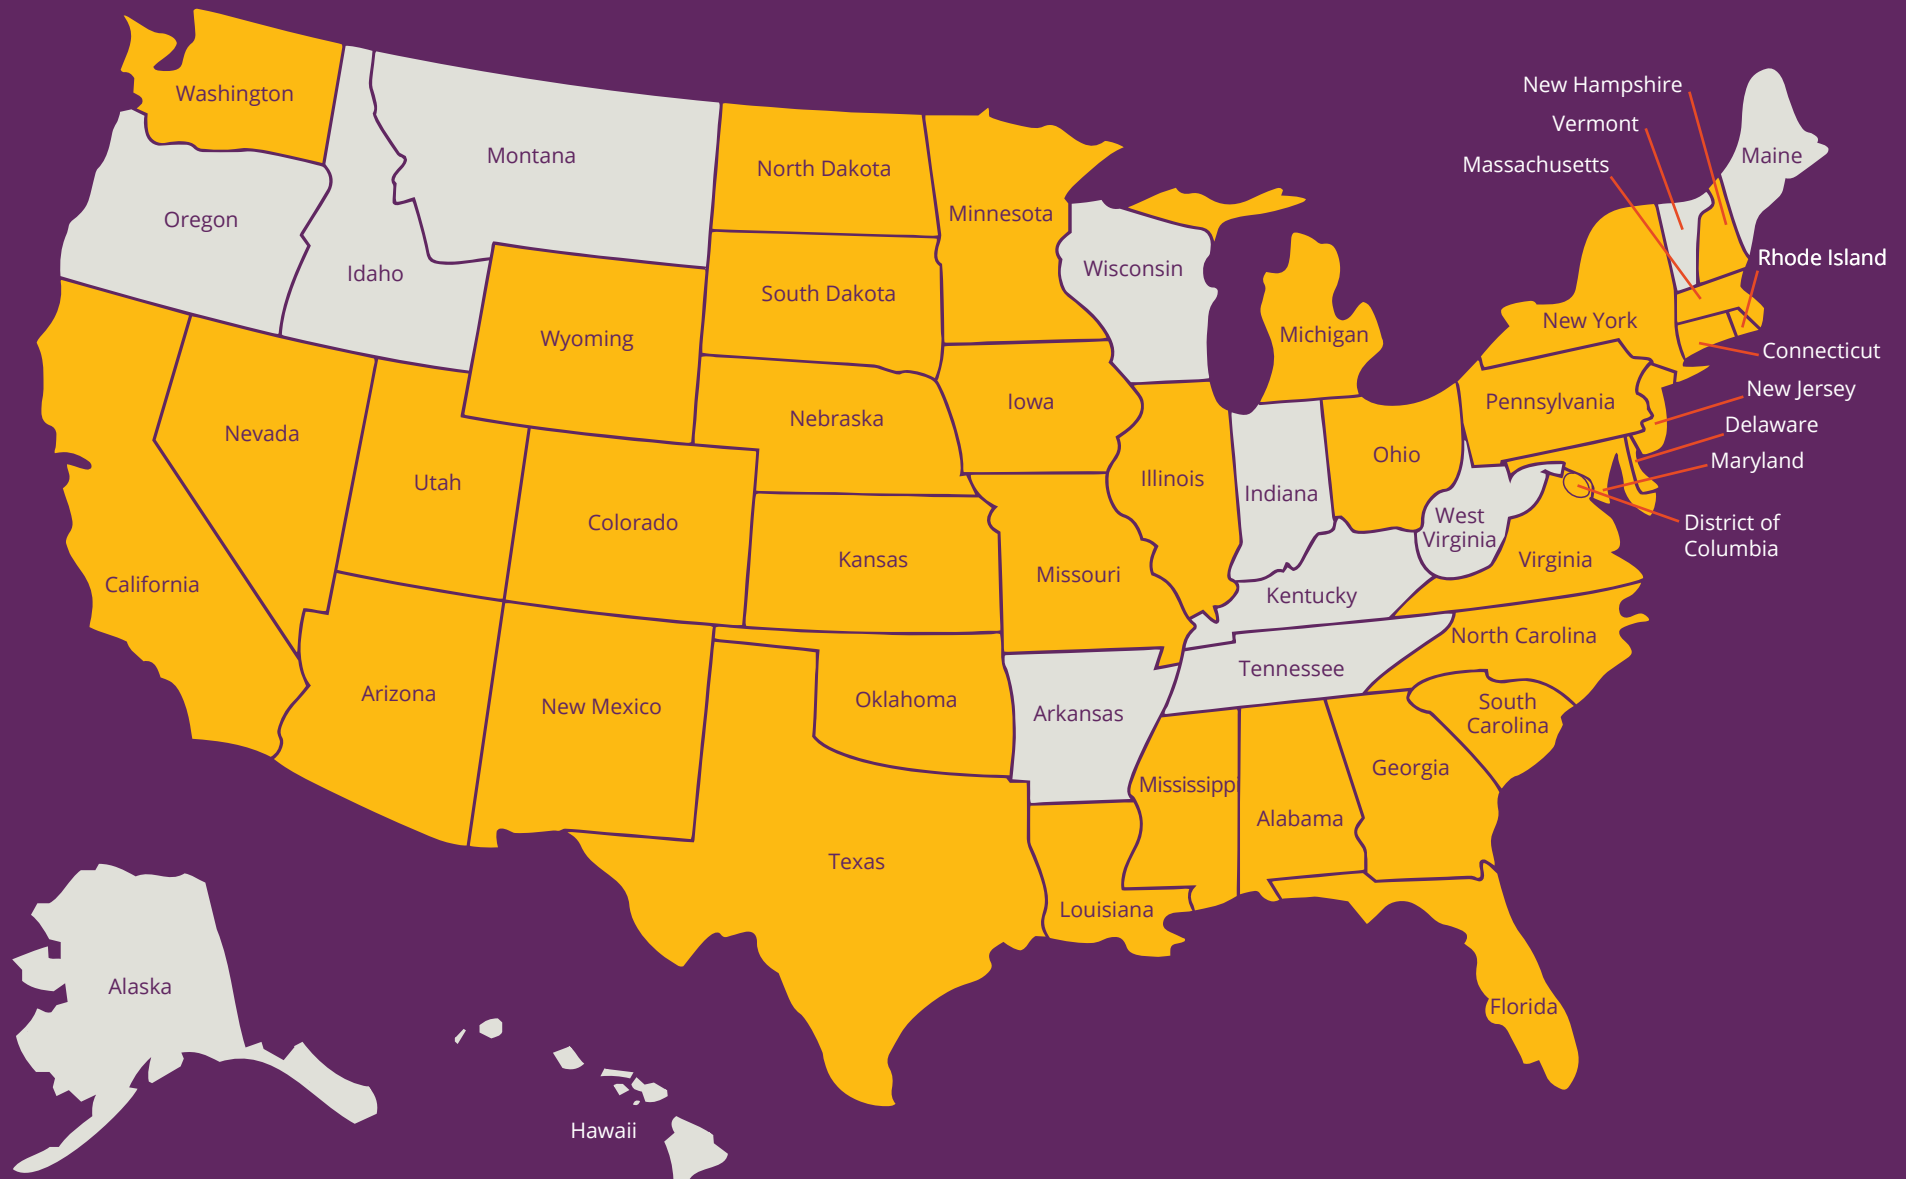 Washington
Montana
North Dakota
Minnesota
New Hampshire
Vermont
Massachusetts
Maine
Oregon
Idaho
Wyoming
South Dakota
Wisconsin
Michigan
New York
Rhode Island
Connecticut
New Jersey
Delaware
Maryland
District of
Columbia
Nevada
Utah
Colorado
Nebraska
Iowa
Illinois
Indiana
Ohio
Pennsylvania
West
Virginia
Virginia
California
Kansas
Missouri
Kentucky
North Carolina
Tennessee
South
Carolina
Arizona
New Mexico
Oklahoma
Arkansas
Mississipp
Alabama
Georgia
Texas
Louisiana
Florida
Alaska
Hawaii